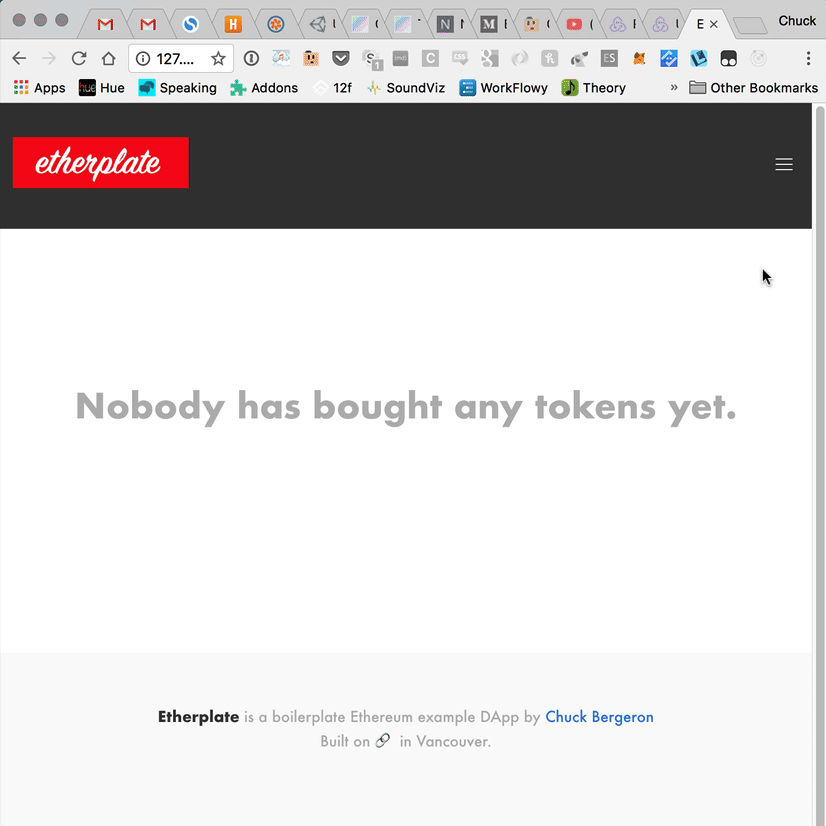 Chuck
E
127....
Apps Hue Speaking Addons 12f SoundViz WorkFlowy Theory » Other Bookmarks
etherplate
Nobody has bought any tokens yet.
Etherplate is a boilerplate Ethereum example DApp by Chuck Bergeron
Built on in Vancouver.